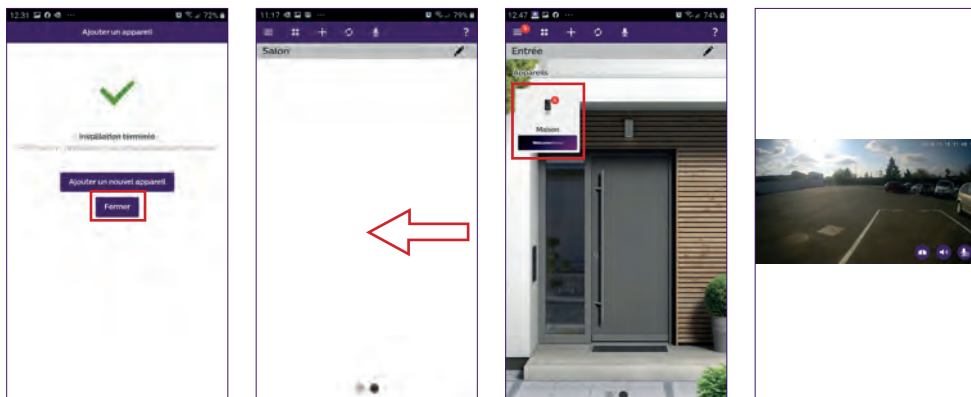 12.31
72%
Ajouter un appareil
Installation terminée
Ajouter un nouvel appareil
Fermer
11:17
79%
?
Salon
12.47
74%
?
Entrée
Appareils
Maison